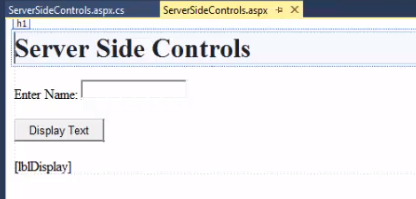 ServerSideControls.aspx.cs ServerSideControls.aspx
h1
Server Side Controls
Enter Name:
Display Text
[lblDisplay]